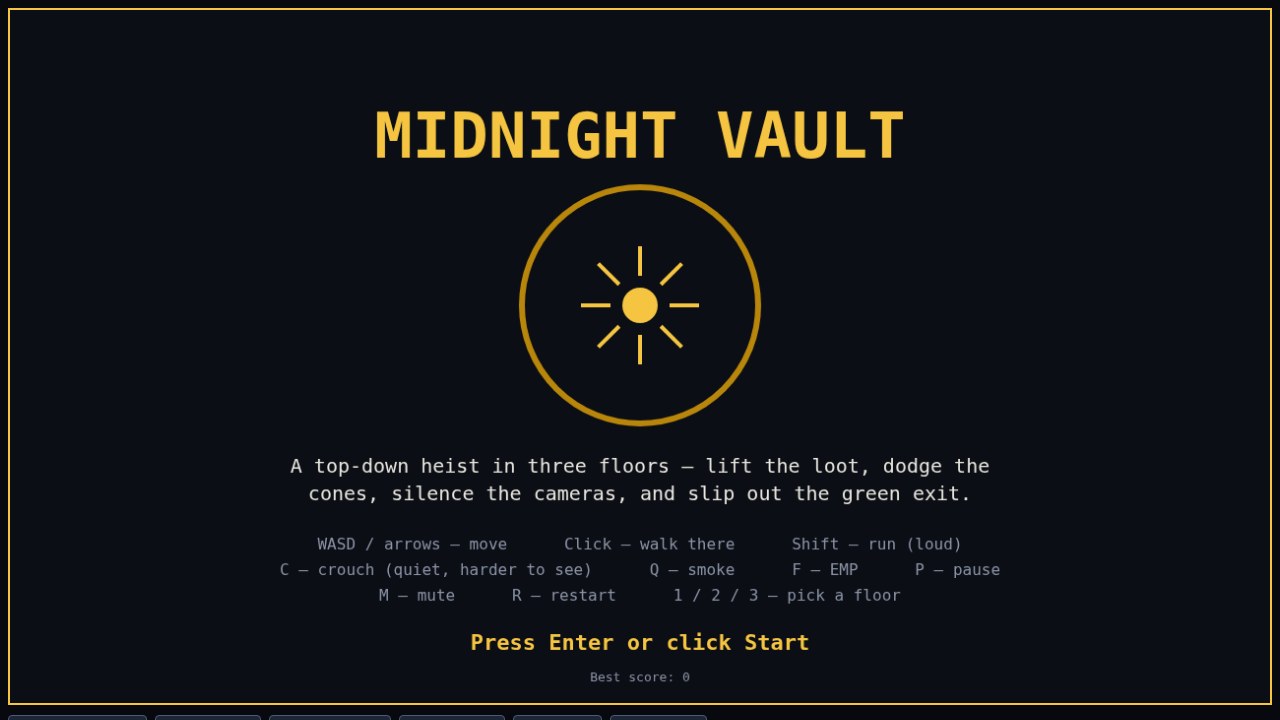 MIDNIGHT VAULT
A top-down heist in three floors — lift the loot, dodge the
cones, silence the cameras, and slip out the green exit.
WASD / arrows — move Click — walk there Shift — run (loud)
C — crouch (quiet, harder to see) Q — smoke F — EMP P — pause
M — mute R — restart 1 / 2 / 3 — pick a floor
Press Enter or click Start
Best score: 0